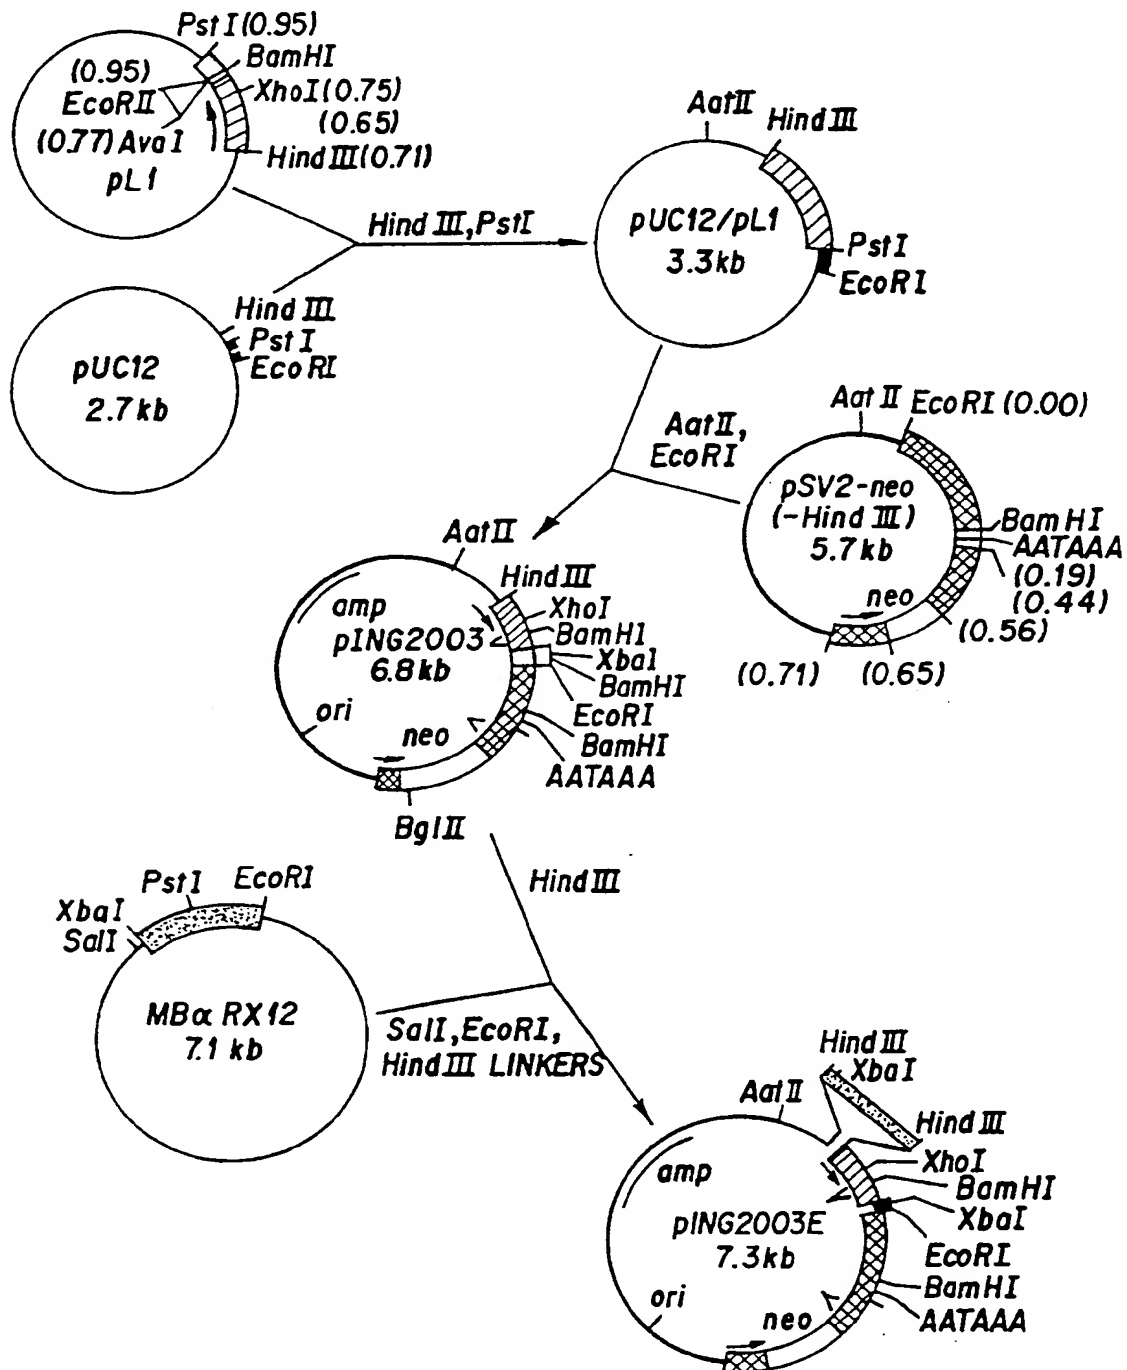 PstI (0.95)
BamHI
(0.95)
EcoRII
XhoI (0.75)
(0.65)
(0.77) AvaI
HindIII (0.71)
pL1
HindIII, PstI
HindIII
PstI
EcoRI
pUC12
2.7kb
AatII
HindIII
pUC12/pL1
3.3kb
PstI
EcoRI
AatII,
EcoRI
AatII
EcoRI (0.00)
pSV2-neo
(-HindIII)
5.7kb
BamHI
AATAAA
(0.19)
(0.44)
neo
(0.56)
(0.71)
(0.65)
AatII
HindIII
amp
XhoI
pING2003
BamHI
6.8kb
XbaI
BamHI
ori
EcoRI
neo
BamHI
AATAAA
BglII
HindIII
PstI
EcoRI
XbaI
SalI
MBα RX12
7.1 kb
SalI, EcoRI,
HindIII LINKERS
HindIII
XbaI
AatII
HindIII
XhoI
amp
BamHI
XbaI
pING2003E
7.3kb
EcoRI
BamHI
ori
neo
AATAAA